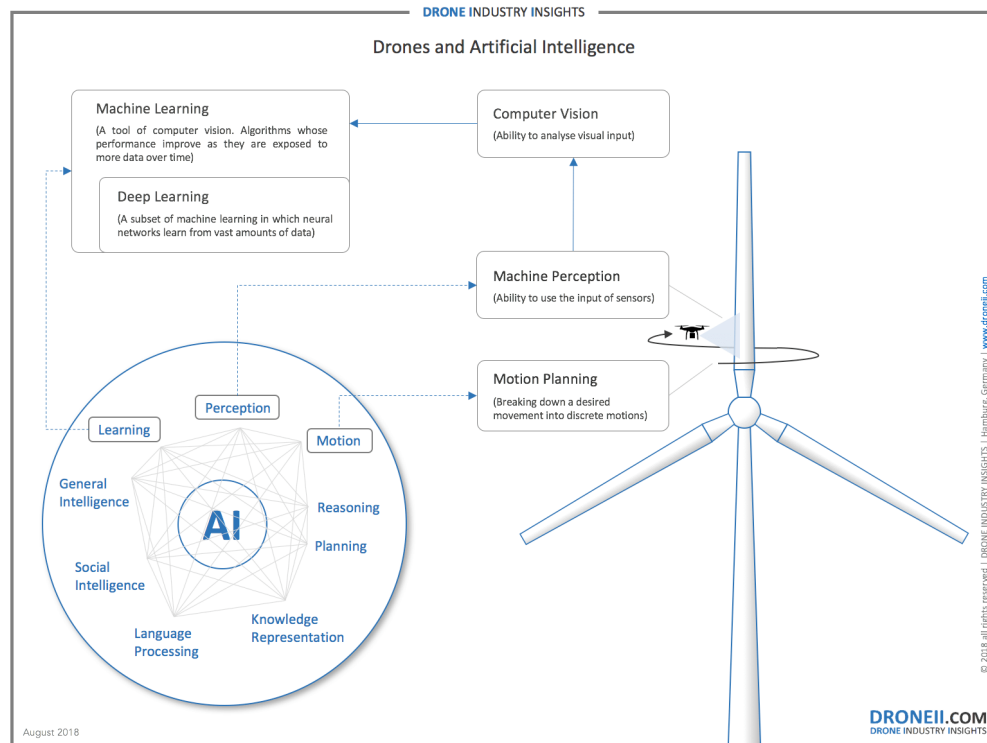 DRONE INDUSTRY INSIGHTS
Drones and Artificial Intelligence
Machine Learning
(A tool of computer vision. Algorithms whose
performance improve as they are exposed to
more data over time)
Deep Learning
(A subset of machine learning in which neural
networks learn from vast amounts of data)
Computer Vision
(Ability to analyse visual input)
Machine Perception
(Ability to use the input of sensors)
Motion Planning
(Breaking down a desired
movement into discrete motions)
Perception
Learning
Motion
General
Intelligence
AI
Reasoning
Planning
Social
Intelligence
Knowledge
Representation
Language
Processing
© 2018 all rights reserved | DRONE INDUSTRY INSIGHTS | Hamburg, Germany | www.droneii.com
August 2018
DRONEII.COM
DRONE INDUSTRY INSIGHTS